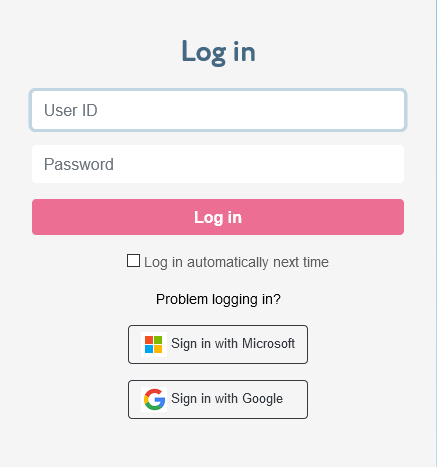 Log in
User ID
Password
Log in
Log in automatically next time
Problem logging in?
Sign in with Microsoft
Sign in with Google